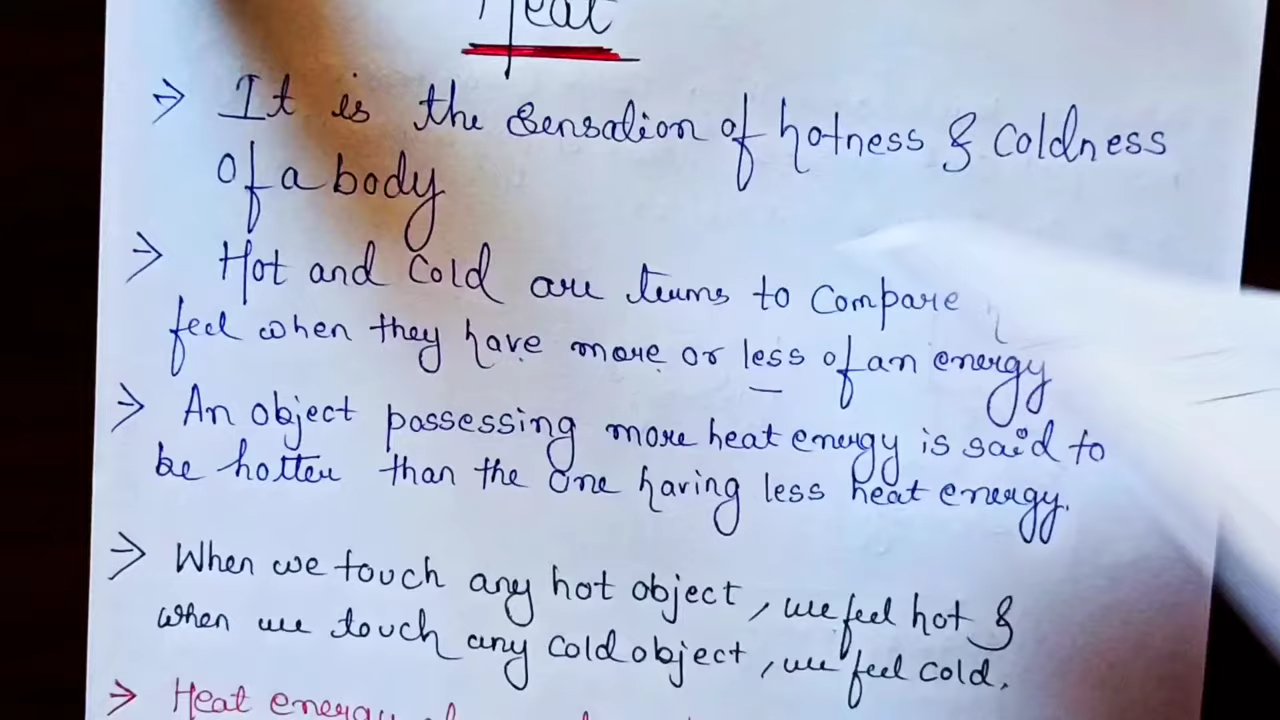 Heat
⇒ It is the sensation of hotness & coldness
of a body
⇒ Hot and cold are terms to compare
feel when they have more or less of an energy
⇒ An object possessing more heat energy is said to
be hotter than the one having less heat energy.
⇒ When we touch any hot object, we feel hot &
when we touch any cold object, we feel cold.
⇒ Heat energy